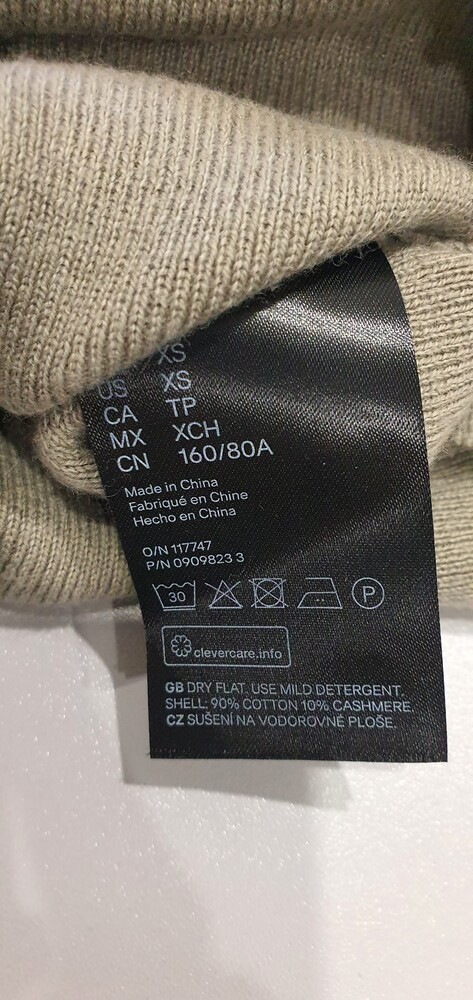 XS
US XS
CA TP
MX XCH
CN 160/80A
Made in China
Fabriqué en Chine
Hecho en China
O/N 117747
P/N 0909823 3
30 P
clevercare.info
GB DRY FLAT. USE MILD DETERGENT.
SHELL: 90% COTTON 10% CASHMERE.
CZ SUŠENÍ NA VODOROVNÉ PLOŠE.